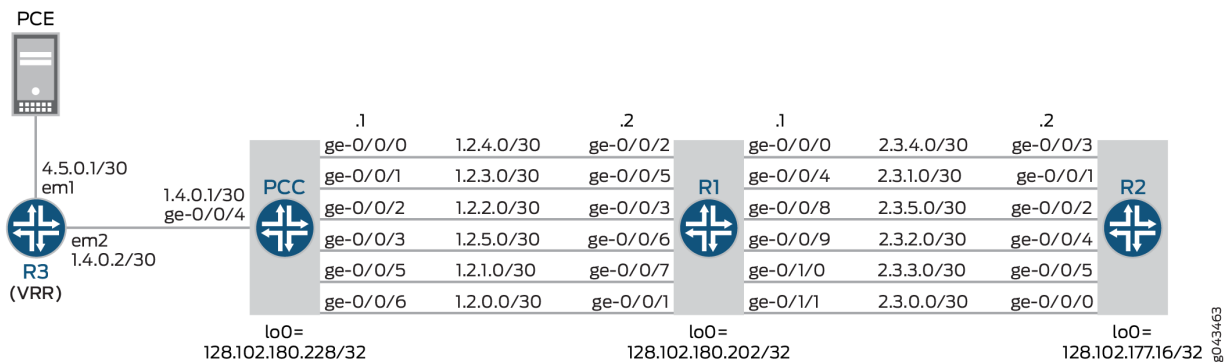 PCE
4.5.0.1/30
em1
em2
1.4.0.2/30
R3
(VRR)
1.4.0.1/30
ge-0/0/4
PCC
.1 .2 .1 .2
ge-0/0/0 1.2.4.0/30 ge-0/0/2 ge-0/0/0 2.3.4.0/30 ge-0/0/3
ge-0/0/1 1.2.3.0/30 ge-0/0/5 ge-0/0/4 2.3.1.0/30 ge-0/0/1
R1
R2
ge-0/0/2 1.2.2.0/30 ge-0/0/3 ge-0/0/8 2.3.5.0/30 ge-0/0/2
ge-0/0/3 1.2.5.0/30 ge-0/0/6 ge-0/0/9 2.3.2.0/30 ge-0/0/4
ge-0/0/5 1.2.1.0/30 ge-0/0/7 ge-0/1/0 2.3.3.0/30 ge-0/0/5
ge-0/0/6 1.2.0.0/30 ge-0/0/1 ge-0/1/1 2.3.0.0/30 ge-0/0/0
lo0=
128.102.180.228/32
lo0=
128.102.180.202/32
lo0=
128.102.177.16/32
g043463